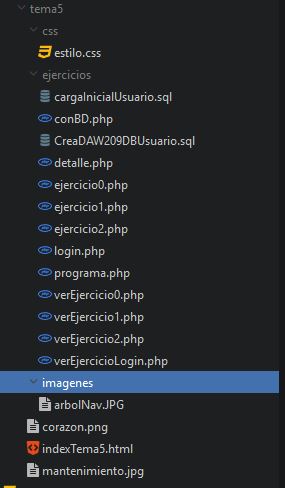 tema5
css
estilo.css
ejercicios
cargaInicialUsuario.sql
conBD.php
CreaDAW209DBUsuario.sql
detalle.php
ejercicio0.php
ejercicio1.php
ejercicio2.php
login.php
programa.php
verEjercicio0.php
verEjercicio1.php
verEjercicio2.php
verEjercicioLogin.php
imagenes
arbolNav.JPG
corazon.png
indexTema5.html
mantenimiento.jpg